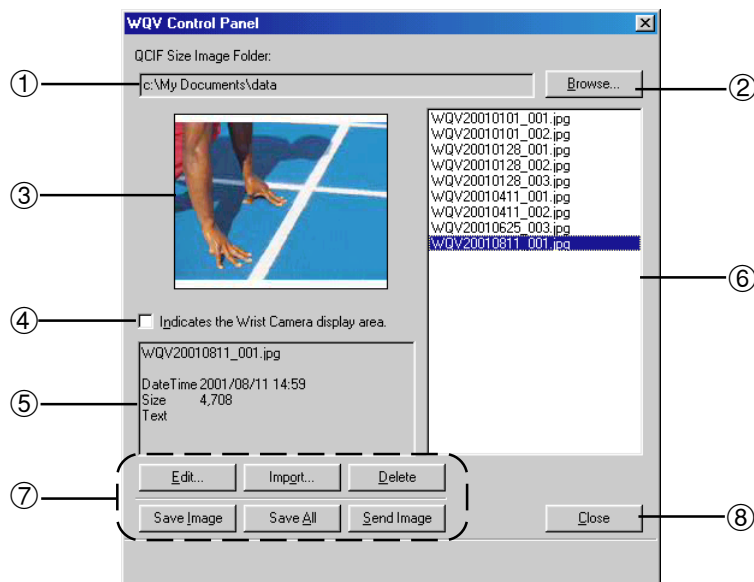 WQV Control Panel
QCIF Size Image Folder:
① c:\My Documents\data Browse... ②
WQV20010101_001.jpg
WQV20010101_002.jpg
WQV20010128_001.jpg
WQV20010128_002.jpg
WQV20010128_003.jpg
WQV20010411_001.jpg
WQV20010411_002.jpg
WQV20010625_003.jpg
WQV20010811_001.jpg
③
⑥
④ Indicates the Wrist Camera display area.
WQV20010811_001.jpg
DateTime 2001/08/11 14:59
⑤ Size 4,708
Text
Edit... Import... Delete
⑦
Save Image Save All Send Image Close ⑧